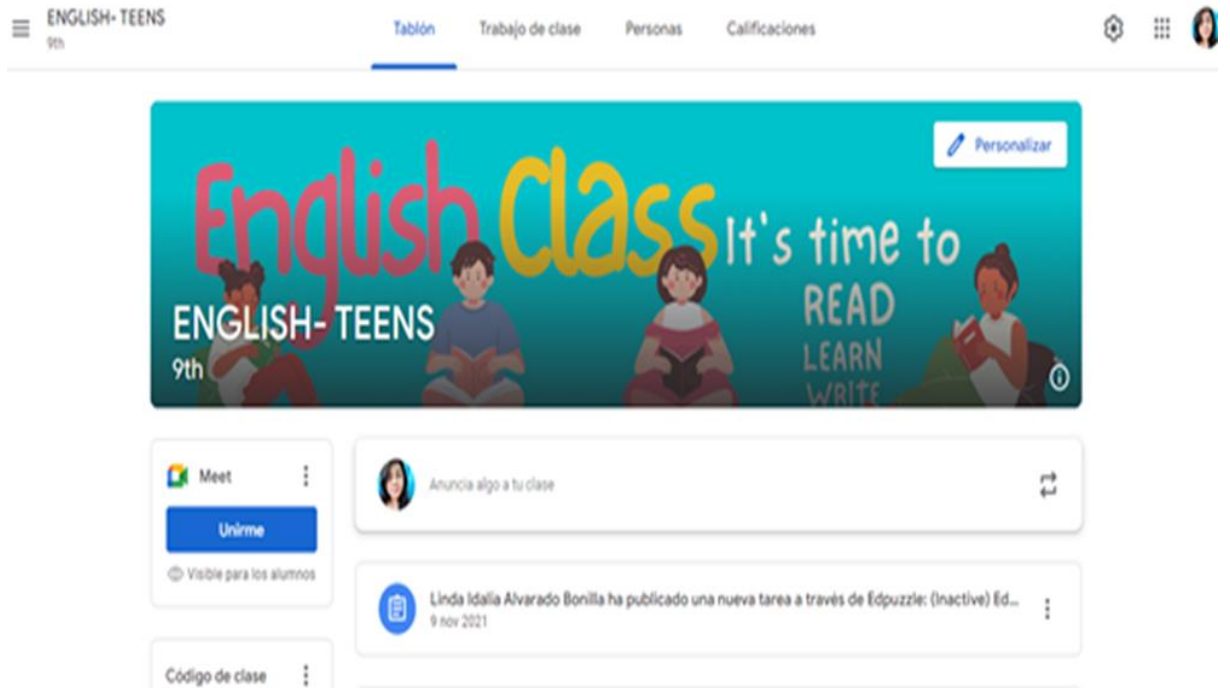 ENGLISH- TEENS
9th
Tablón Trabajo de clase Personas Calificaciones
Personalizar
English Class It's time to
READ
LEARN
WRITE
ENGLISH- TEENS
9th
Meet
Unirme
Visible para los alumnos
Anuncia algo a tu clase
Linda Idalia Alvarado Bonilla ha publicado una nueva tarea a través de Edpuzzle: (Inactive) Ed...
9 nov 2021
Código de clase